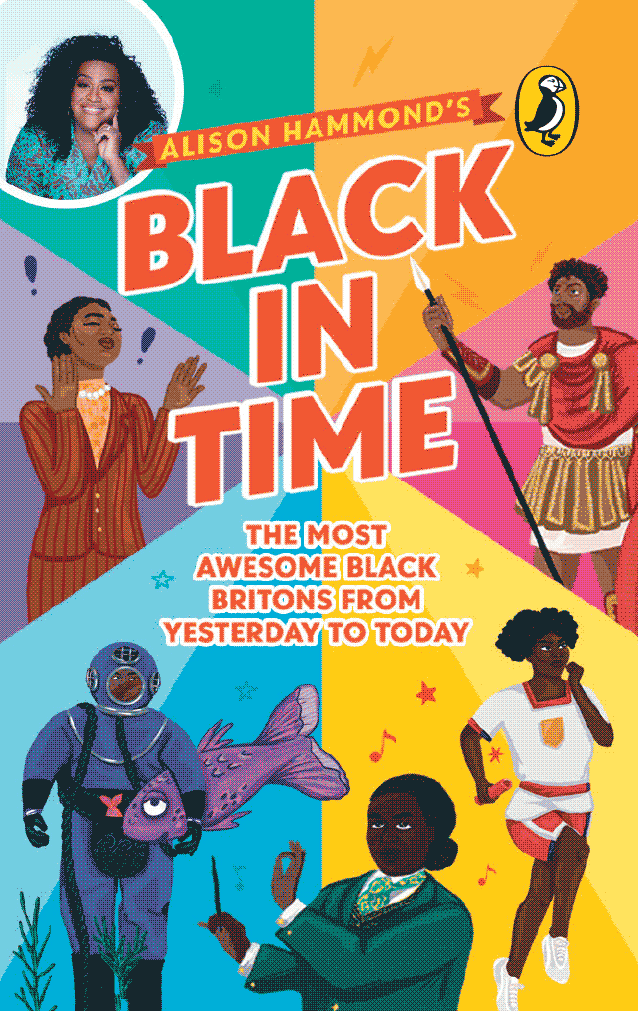 ALISON HAMMOND'S
BLACK
IN
TIME
THE MOST
AWESOME BLACK
BRITONS FROM
YESTERDAY TO TODAY